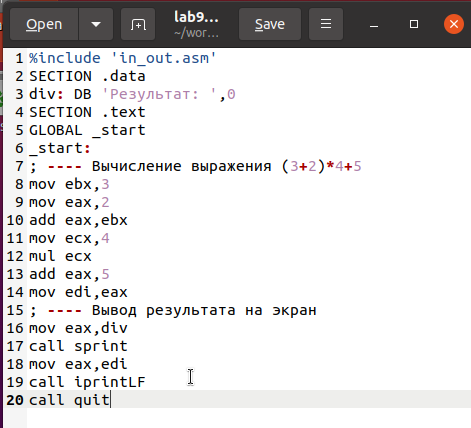 Open
lab9...
~/wor...
Save
1 %include 'in_out.asm'
2 SECTION .data
3 div: DB 'Результат: ',0
4 SECTION .text
5 GLOBAL _start
6 _start:
7 ; ---- Вычисление выражения (3+2)*4+5
8 mov ebx,3
9 mov eax,2
10 add eax,ebx
11 mov ecx,4
12 mul ecx
13 add eax,5
14 mov edi,eax
15 ; ---- Вывод результата на экран
16 mov eax,div
17 call sprint
18 mov eax,edi
19 call iprintLF
20 call quit